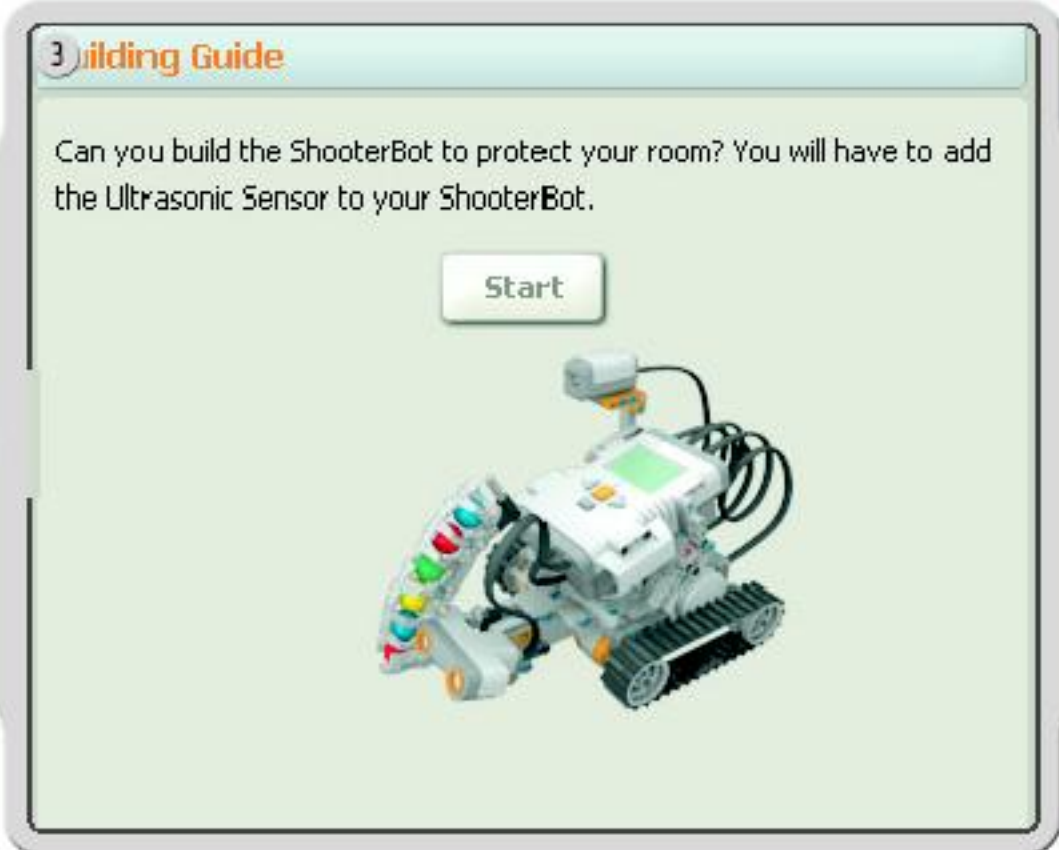 3 uilding Guide
Can you build the ShooterBot to protect your room? You will have to add
the Ultrasonic Sensor to your ShooterBot.
Start